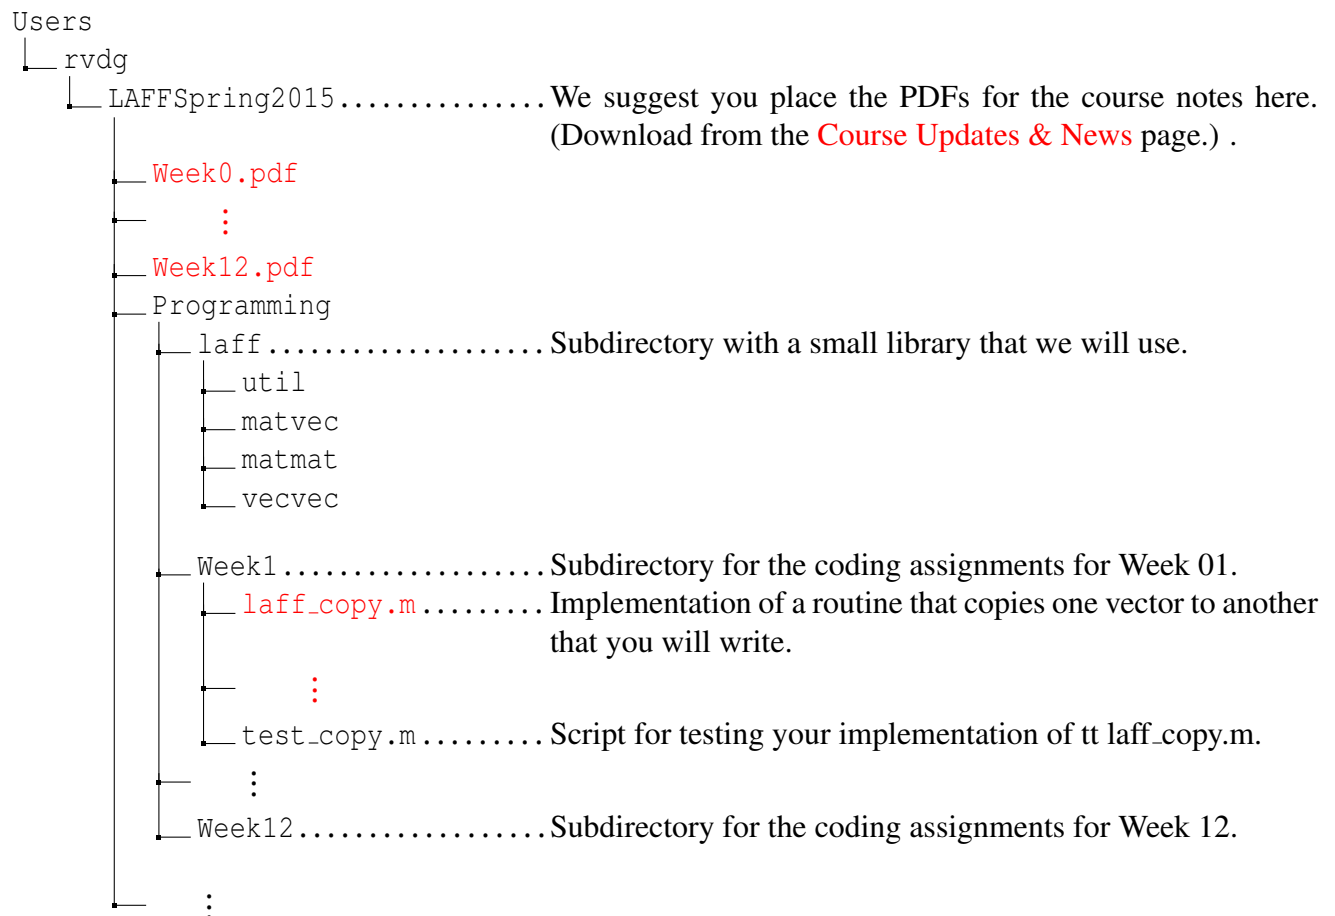 Users
rvdg
LAFFSpring2015...............We suggest you place the PDFs for the course notes here.
(Download from the Course Updates & News page.) .
Week0.pdf
⋮
Week12.pdf
Programming
laff....................Subdirectory with a small library that we will use.
util
matvec
matmat
vecvec
Week1...................Subdirectory for the coding assignments for Week 01.
laff_copy.m.........Implementation of a routine that copies one vector to another
that you will write.
⋮
test_copy.m.........Script for testing your implementation of tt laff_copy.m.
⋮
Week12..................Subdirectory for the coding assignments for Week 12.
⋮